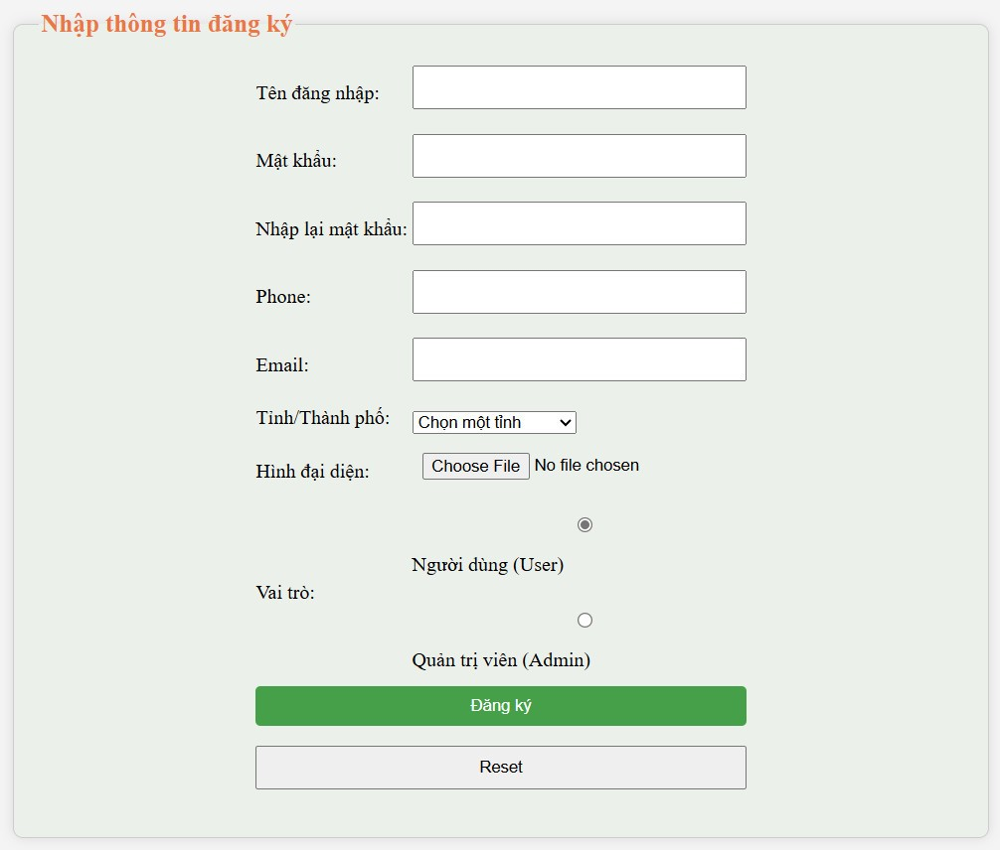 Nhập thông tin đăng ký
Tên đăng nhập:
Mật khẩu:
Nhập lại mật khẩu:
Phone:
Email:
Tỉnh/Thành phố:
Chọn một tỉnh
Hình đại diện:
Choose File No file chosen
Người dùng (User)
Vai trò:
Quản trị viên (Admin)
Đăng ký
Reset